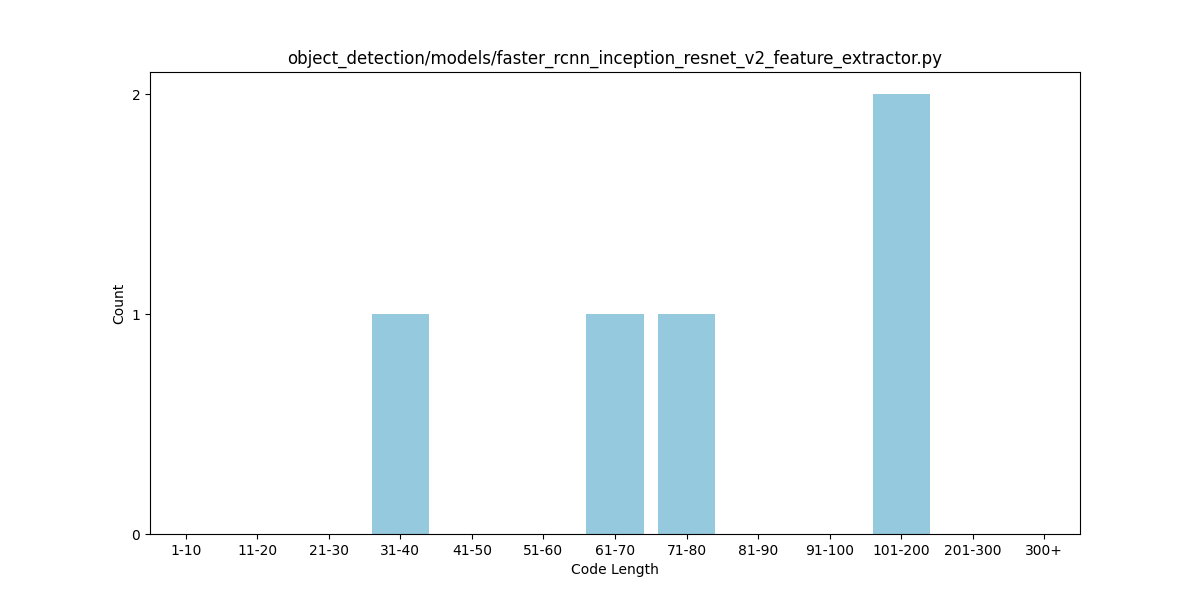 object_detection/models/faster_rcnn_inception_resnet_v2_feature_extractor.py
2
1
0
Count
1-10 11-20 21-30 31-40 41-50 51-60 61-70 71-80 81-90 91-100 101-200 201-300 300+
Code Length